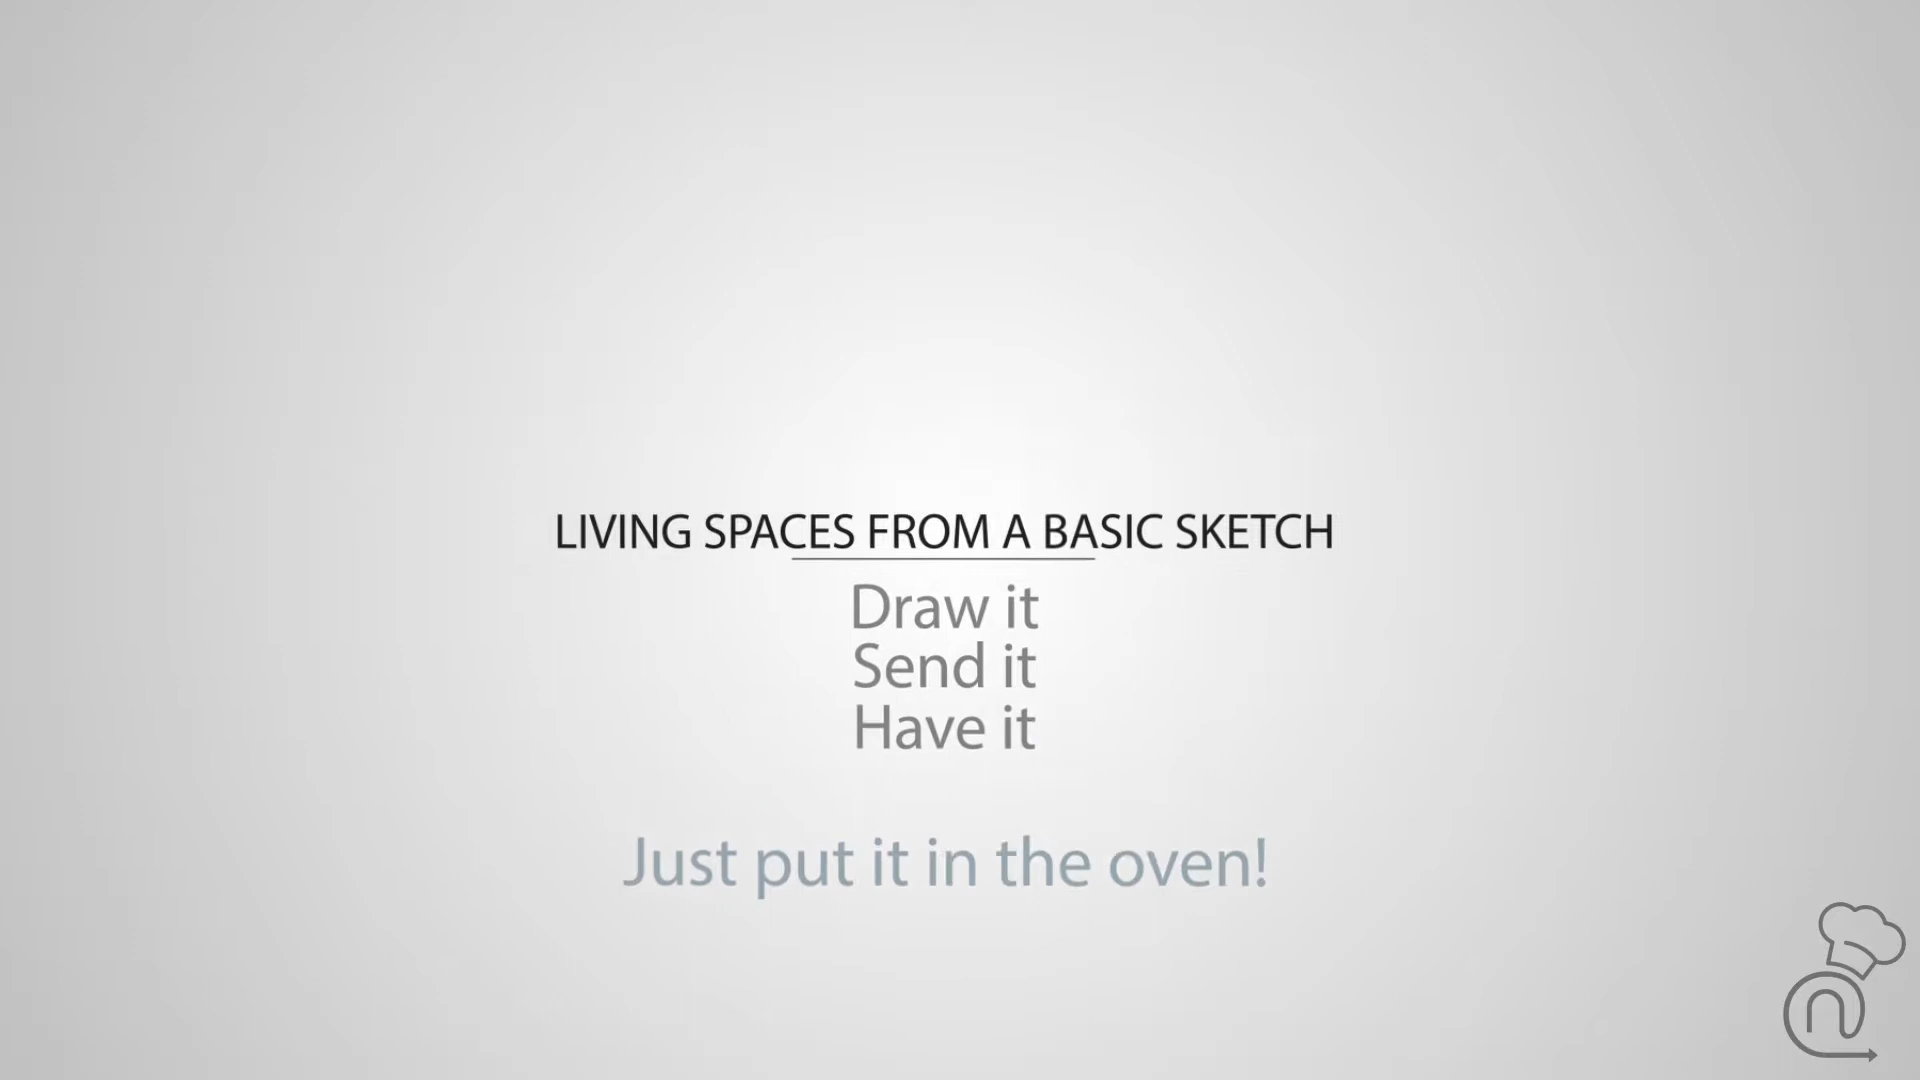 LIVING SPACES FROM A BASIC SKETCH
Draw it
Send it
Have it
Just put it in the oven!